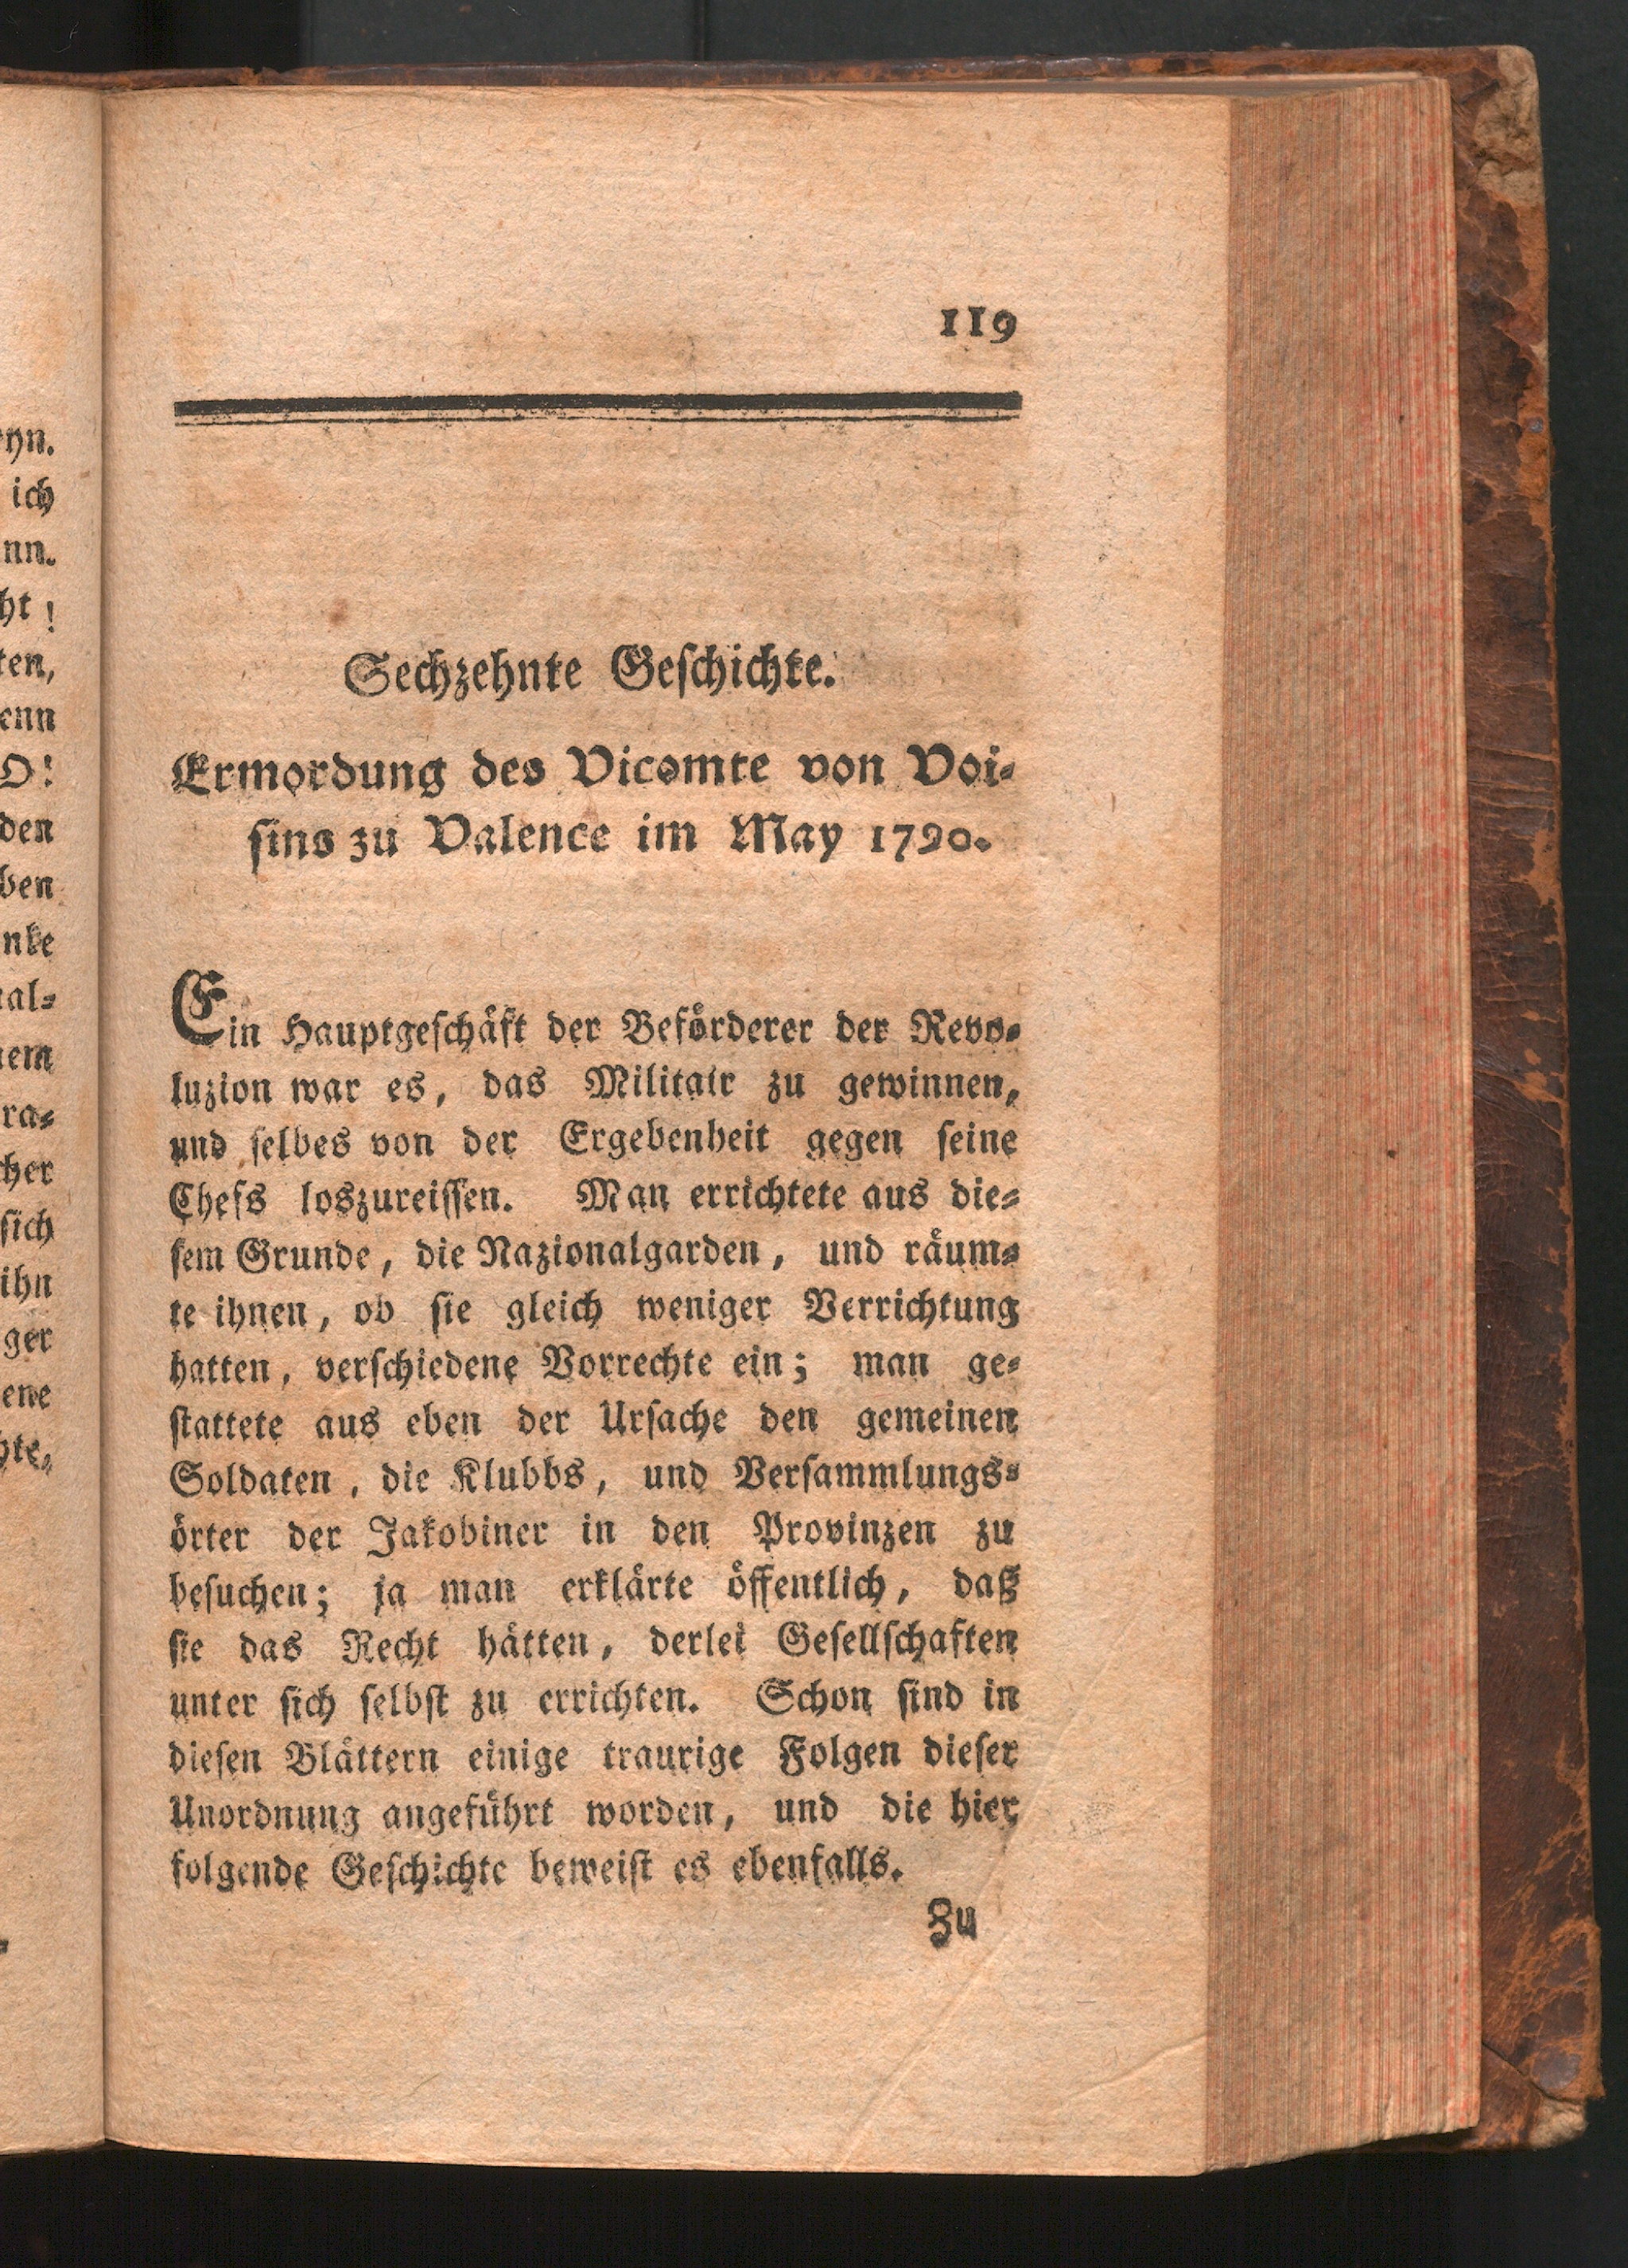 119
Sechzehnte Geschichte.
Ermordung des Vicomte von Voi-
sins zu Valence im May 1790.
Ein Hauptgeschäft der Beförderer der Revo-
luzion war es, das Militair zu gewinnen,
und selbes von der Ergebenheit gegen seine
Chefs loszureissen. Man errichtete aus die-
sem Grunde, die Nazionalgarden, und räum-
te ihnen, ob sie gleich weniger Verrichtung
hatten, verschiedene Vorrechte ein; man ge-
stattete aus eben der Ursache den gemeinen
Soldaten, die Klubbs, und Versammlungs-
örter der Jakobiner in den Provinzen zu
besuchen; ja man erklärte öffentlich, daß
sie das Recht hätten, derlei Gesellschaften
unter sich selbst zu errichten. Schon sind in
diesen Blättern einige traurige Folgen dieser
Unordnung angeführt worden, und die hier
folgende Geschichte beweist es ebenfalls.
Zu